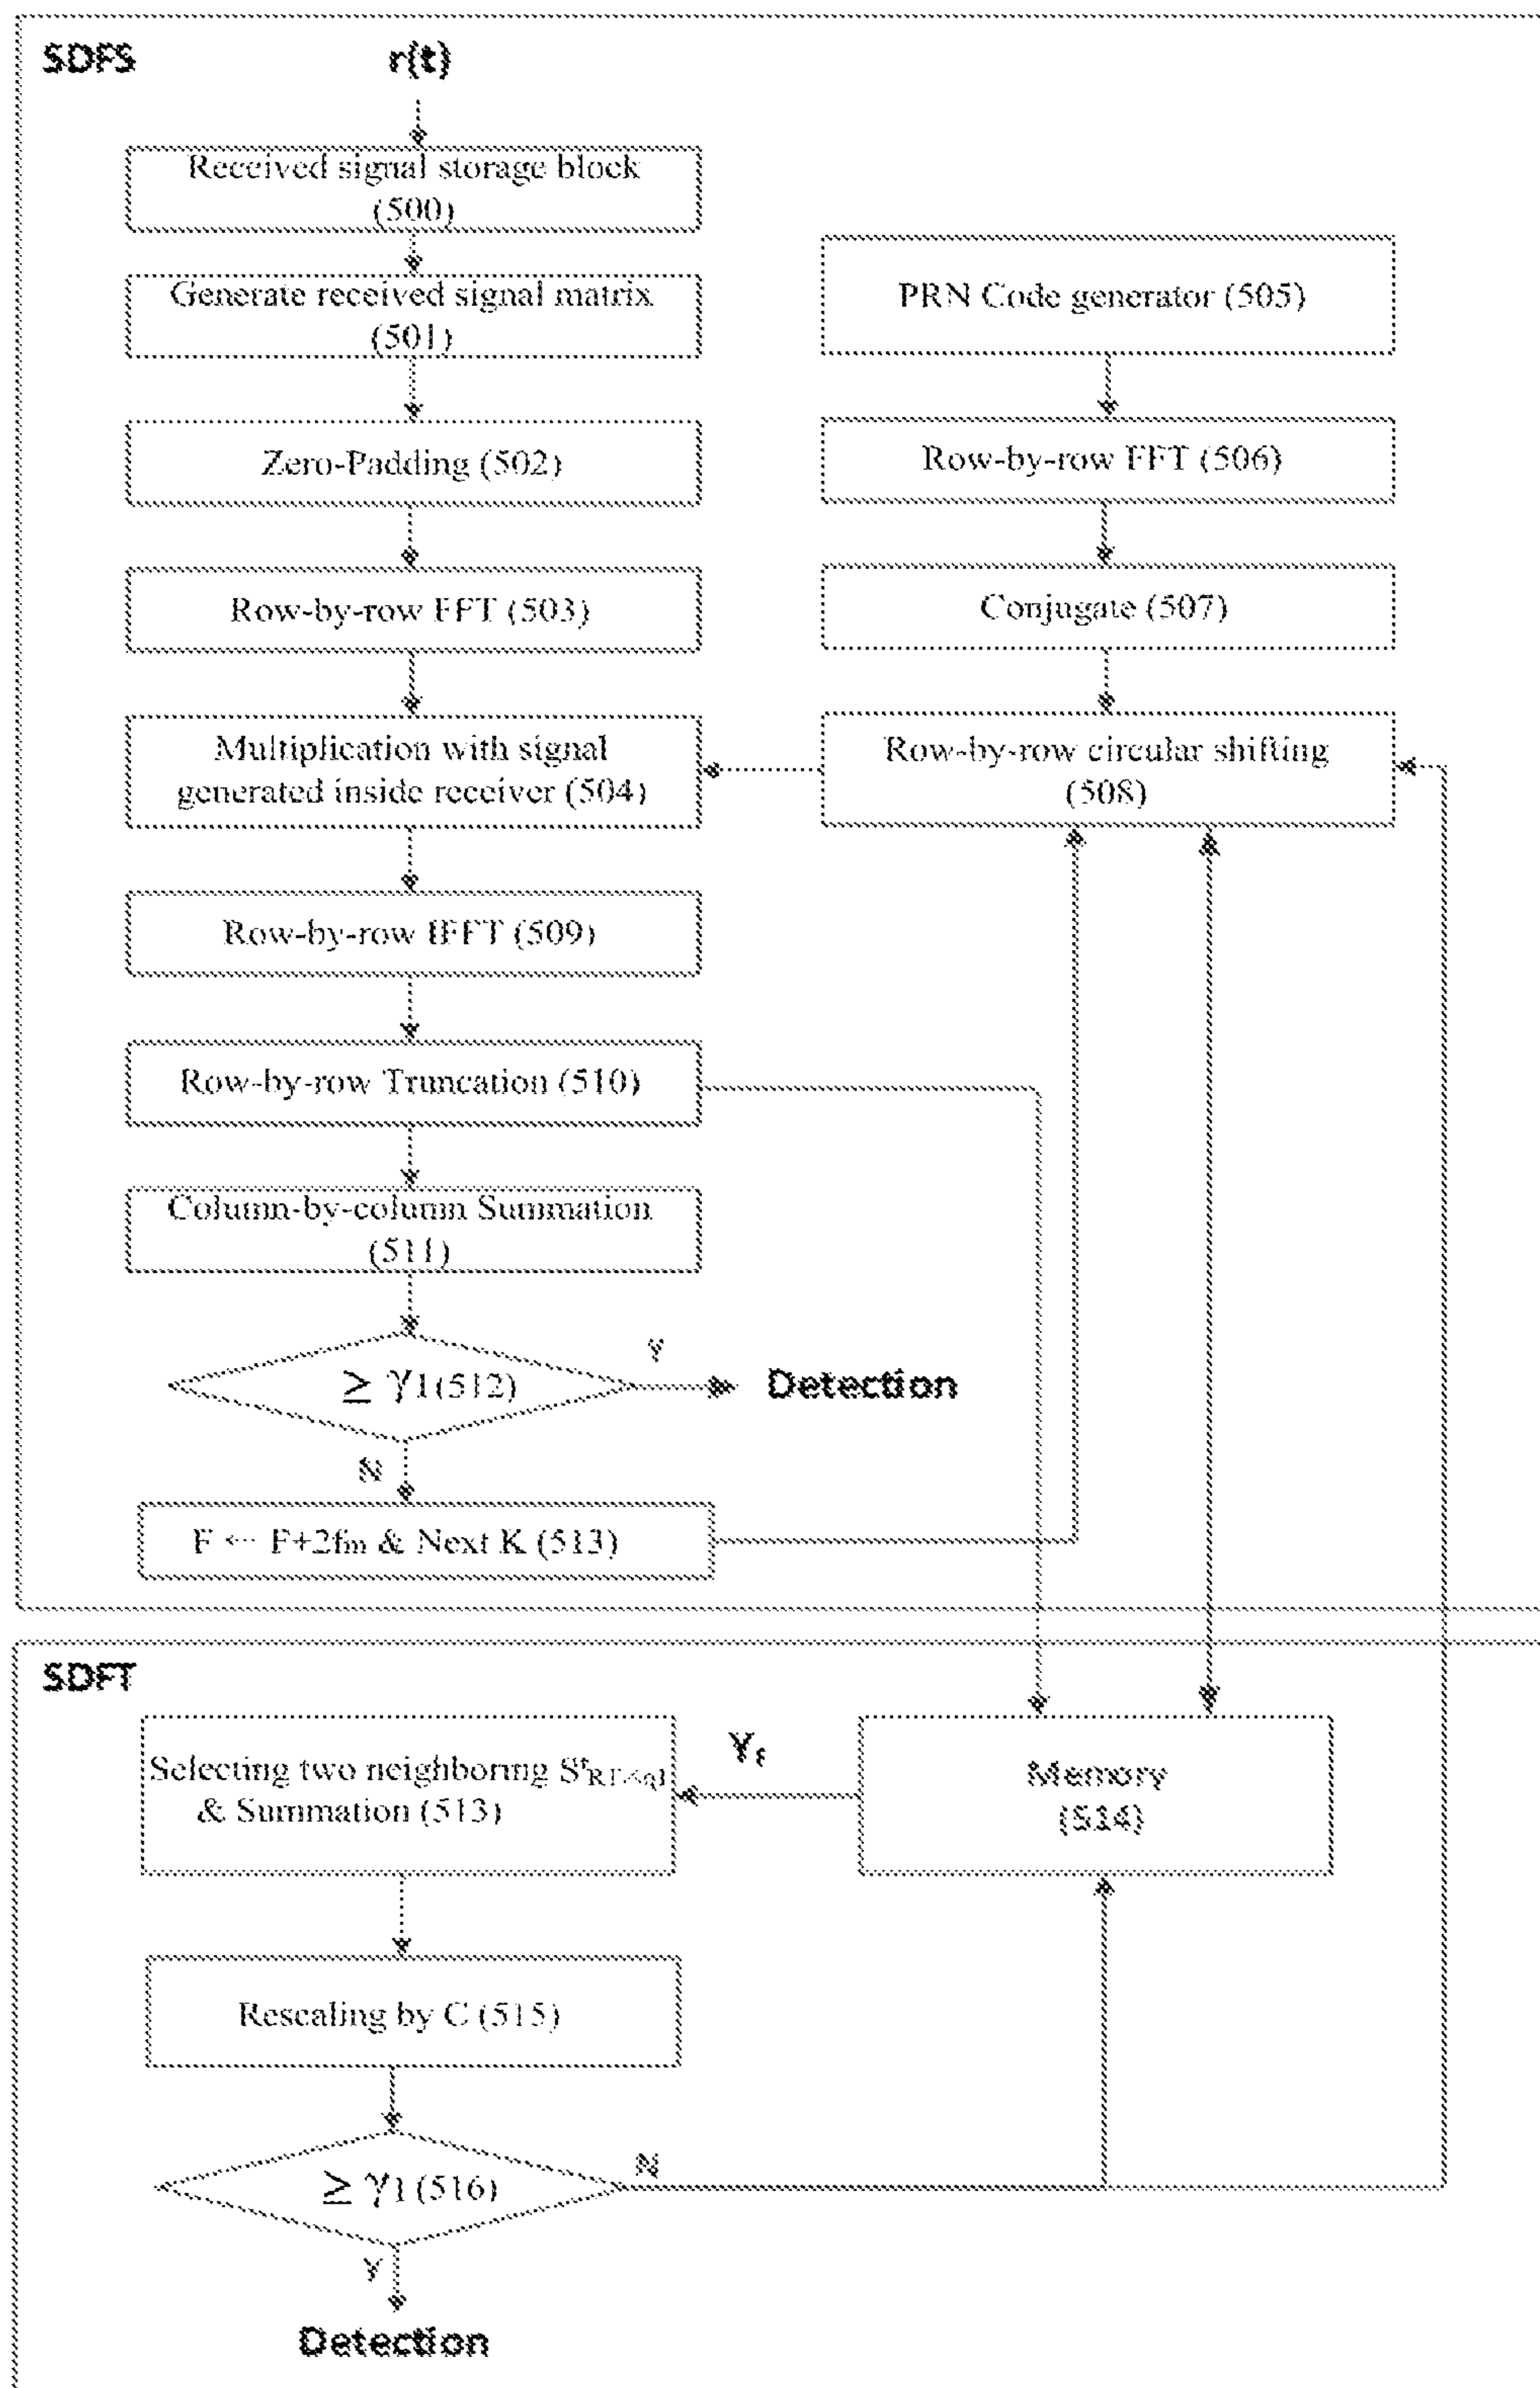 SDFS
r(t)
Received signal storage block
(500)
Generate received signal matrix
(501)
Zero-Padding (502)
Row-by-row FFT (503)
Multiplication with signal
generated inside receiver (504)
PRN Code generator (505)
Row-by-row FFT (506)
Conjugate (507)
Row-by-row circular shifting
(508)
Row-by-row IFFT (509)
Row-by-row Truncation (510)
Column-by-column Summation
(511)
≥ γ1(512)
Y
Detection
N
F ← F+2fm & Next K (513)
SDFT
Selecting two neighboring
& Summation (513)
Yf
Memory
(514)
Rescaling by C (515)
≥ γ1 (516)
N
Y
Detection